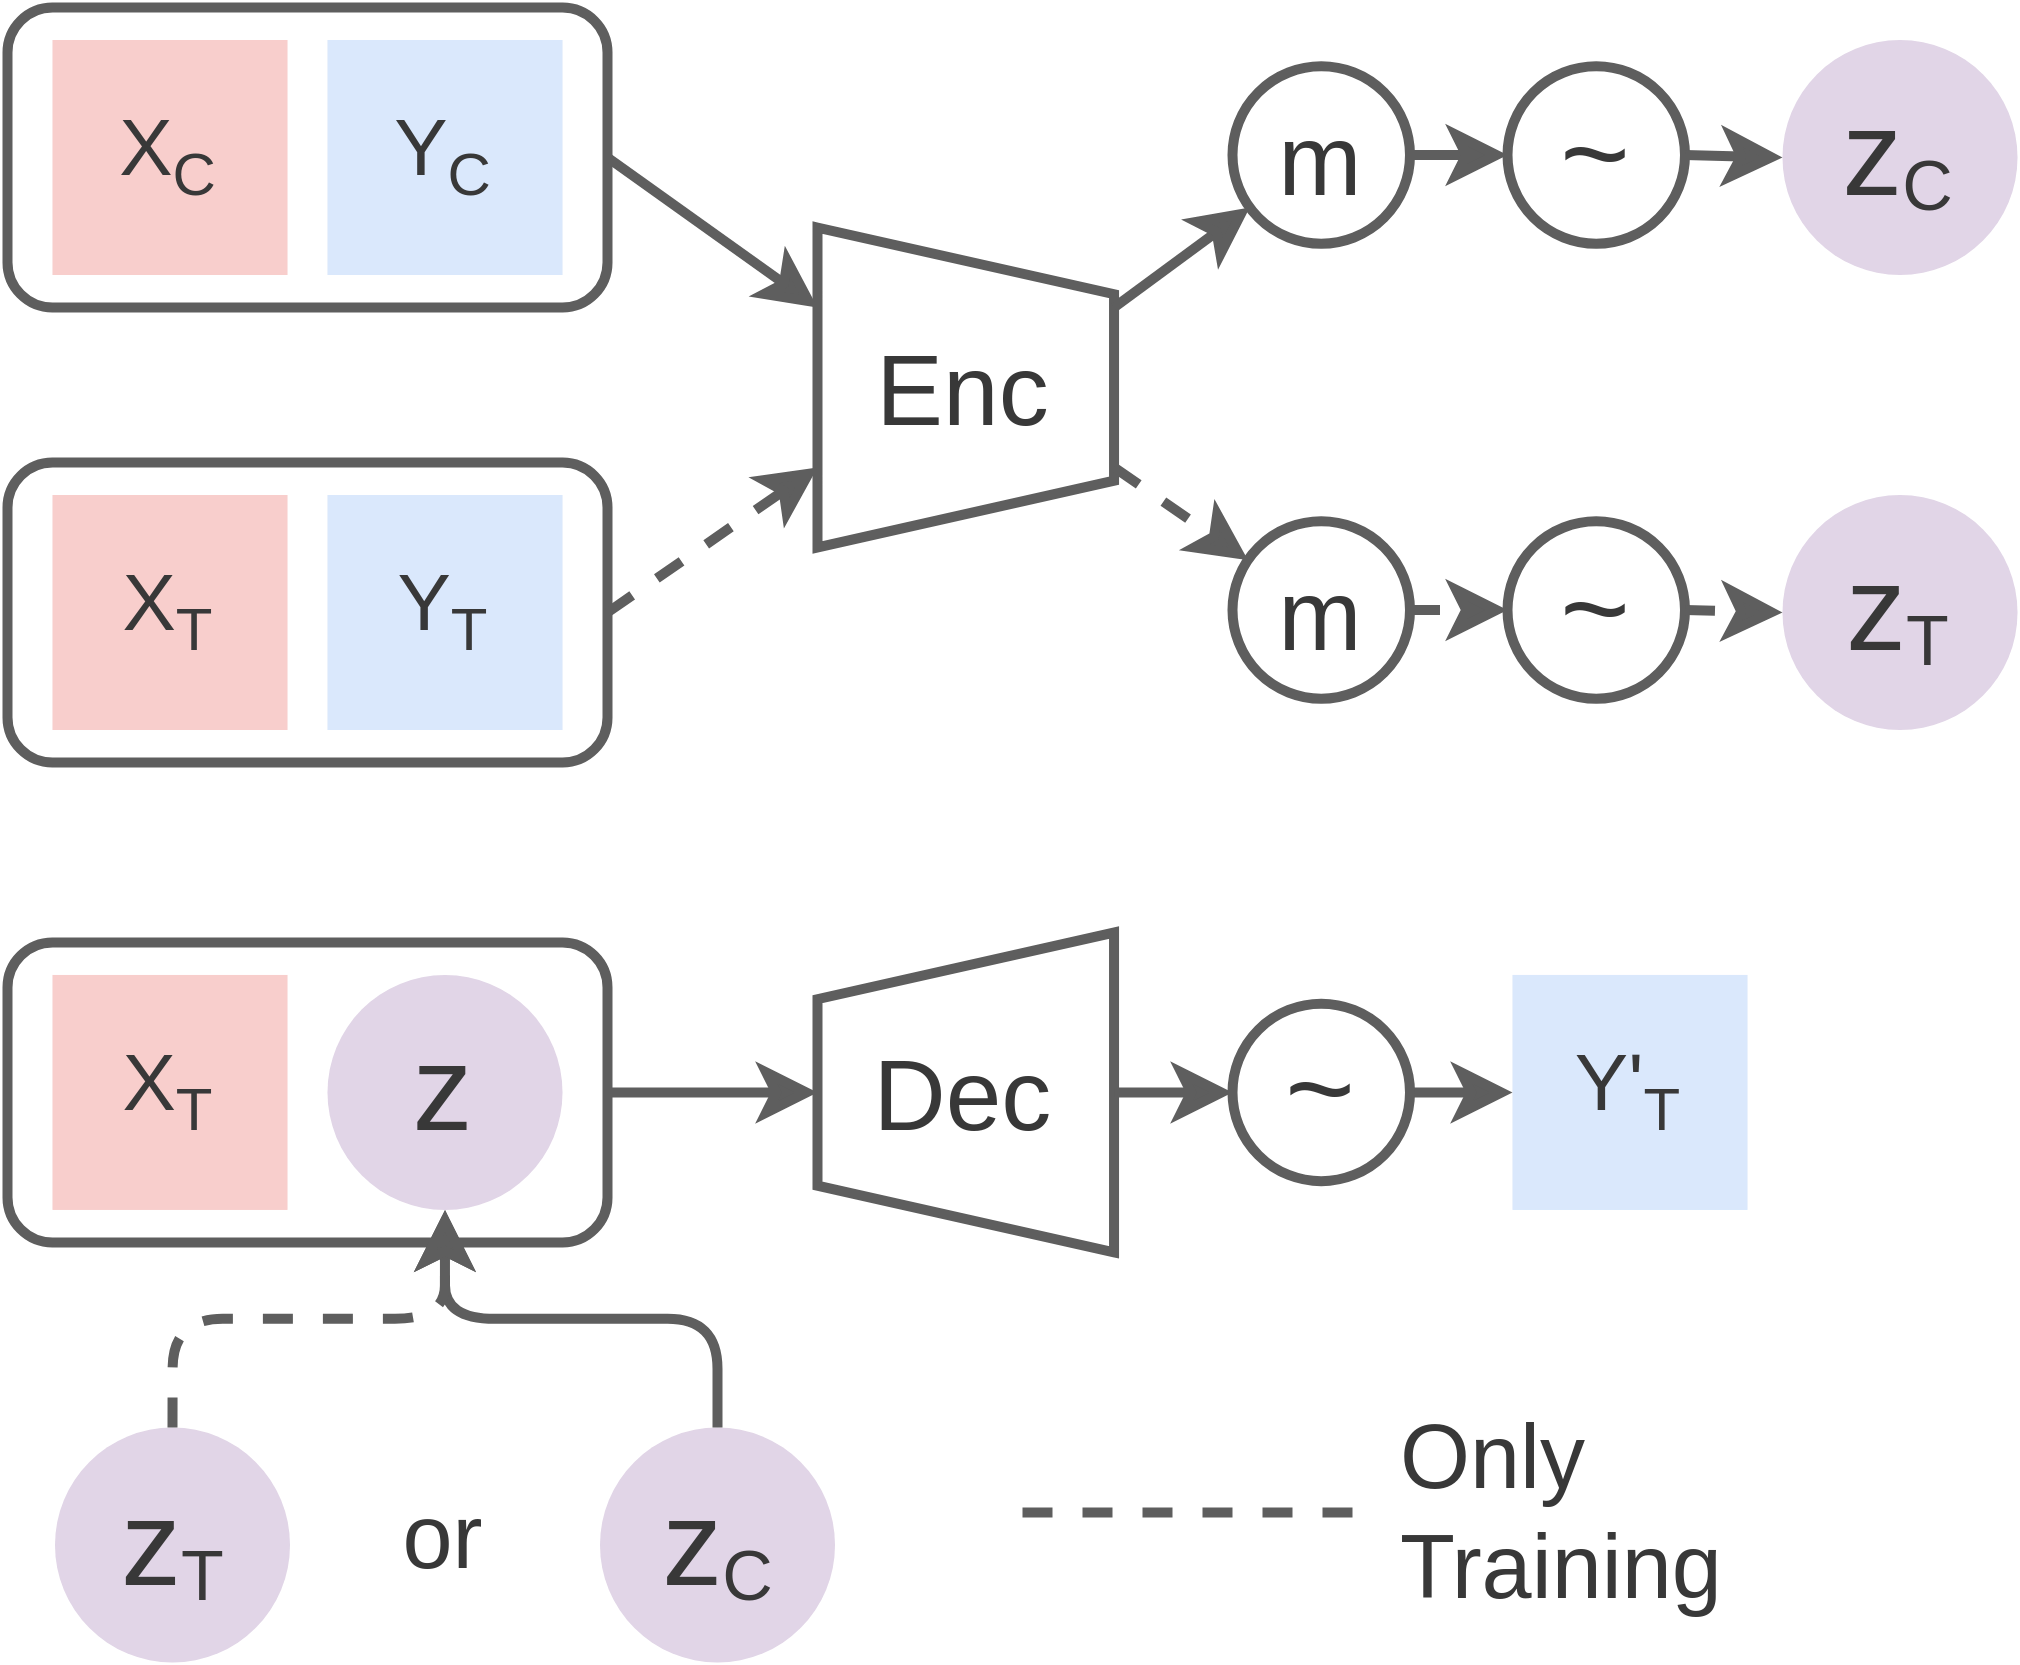 X_C Y_C
m ~ z_C
Enc
X_T Y_T
m ~ z_T
X_T z
Dec
~ Y'_T
z_T or z_C
Only
Training